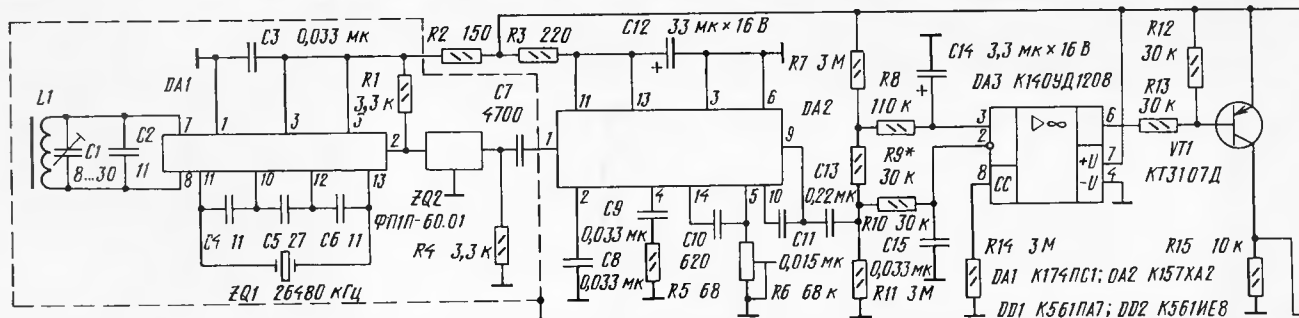 C3 0,033 мк
R2 150
R3 220
C12 33 мк × 16 В
+
R7 3 М
R8 110 к
C14 3,3 мк × 16 В
+
DA3 К140УД1208
R12 30 к
R13 30 к
DA1
R1 3,3 к
C7 4700
DA2
L1
C1 8...30
C2 11
7
8
1
3
5
2
11
10
12
13
C4 11
C5 27
C6 11
ZQ1 26480 кГц
ZQ2 ФП1П-60.01
R4 3,3 к
1
11
13
3
6
9
2
4
14
5
10
C9 0,033 мк
C8 0,033 мк
R5 68
C10 620
R6 68 к
C11 0,015 мк
C13 0,22 мк
R9* 30 к
R10 30 к
C15 0,033 мк
R11 3 М
3
2
8
▷∞
CC
+U
-U
6
7
4
VT1 КТ3107Д
R14 3 М
R15 10 к
DA1 К174ПС1; DA2 К157ХА2
DD1 К561ПА7; DD2 К561ИЕ8